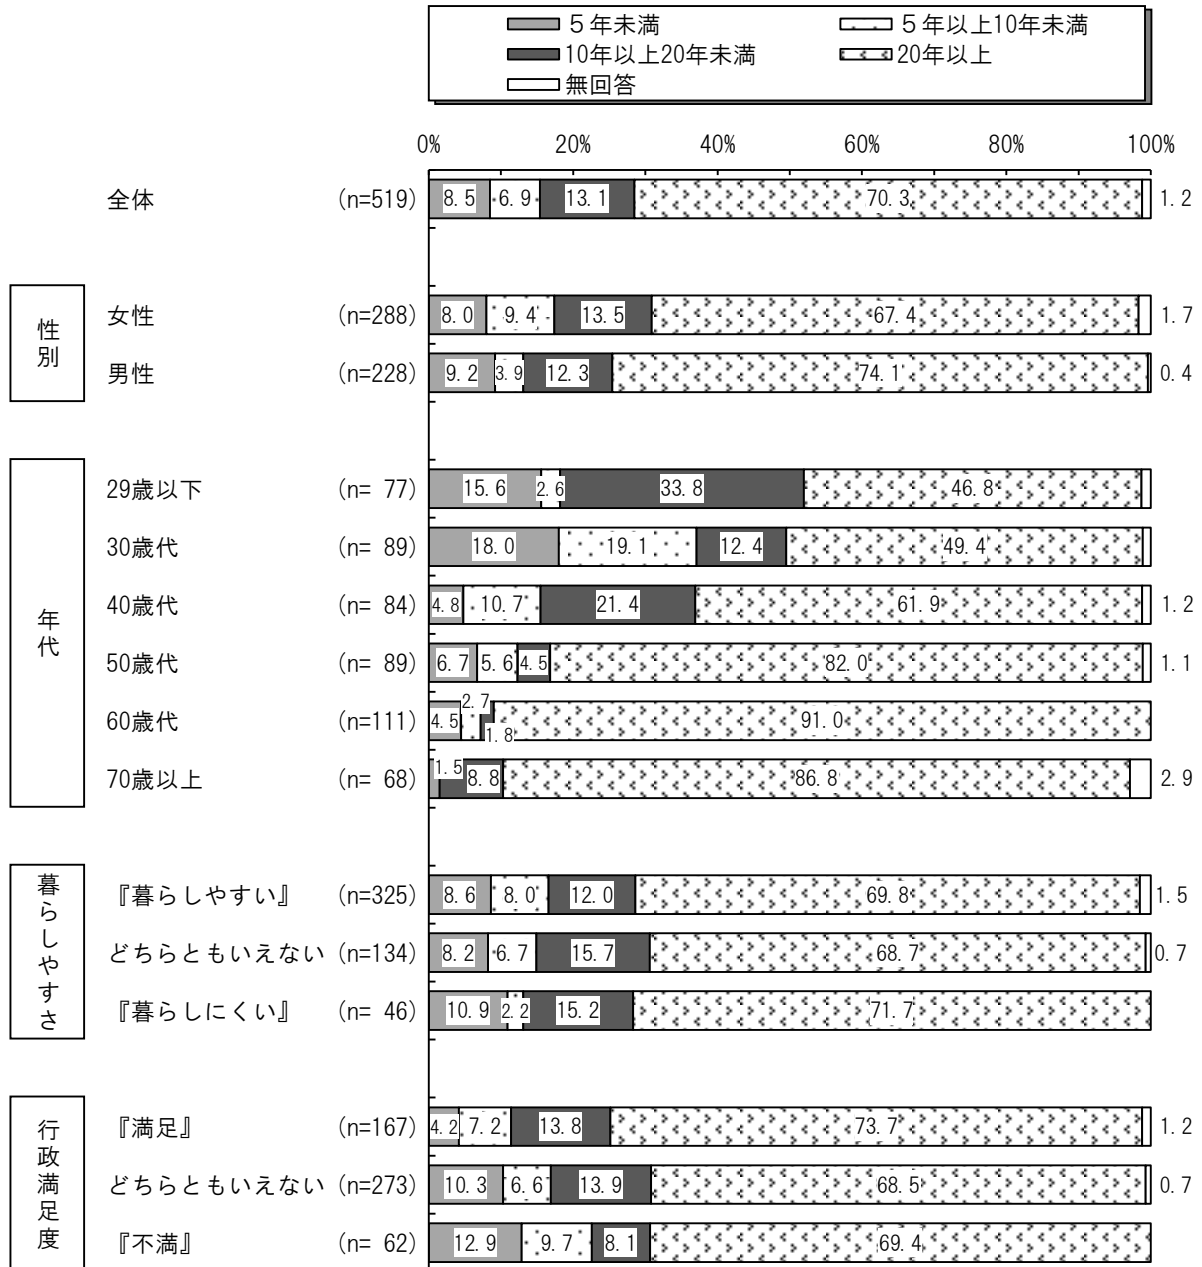 ５年未満　５年以上10年未満
10年以上20年未満　20年以上
無回答
0%　20%　40%　60%　80%　100%
全体　(n=519)　8.5　6.9　13.1　70.3　1.2
性別
女性　(n=288)　8.0　9.4　13.5　67.4　1.7
男性　(n=228)　9.2　3.9　12.3　74.1　0.4
年代
29歳以下　(n= 77)　15.6　2.6　33.8　46.8
30歳代　(n= 89)　18.0　19.1　12.4　49.4
40歳代　(n= 84)　4.8　10.7　21.4　61.9　1.2
50歳代　(n= 89)　6.7　5.6　4.5　82.0　1.1
60歳代　(n=111)　4.5　2.7　1.8　91.0
70歳以上　(n= 68)　1.5　8.8　86.8　2.9
暮らしやすさ
『暮らしやすい』　(n=325)　8.6　8.0　12.0　69.8　1.5
どちらともいえない　(n=134)　8.2　6.7　15.7　68.7　0.7
『暮らしにくい』　(n= 46)　10.9　2.2　15.2　71.7
行政満足度
『満足』　(n=167)　4.2　7.2　13.8　73.7　1.2
どちらともいえない　(n=273)　10.3　6.6　13.9　68.5　0.7
『不満』　(n= 62)　12.9　9.7　8.1　69.4